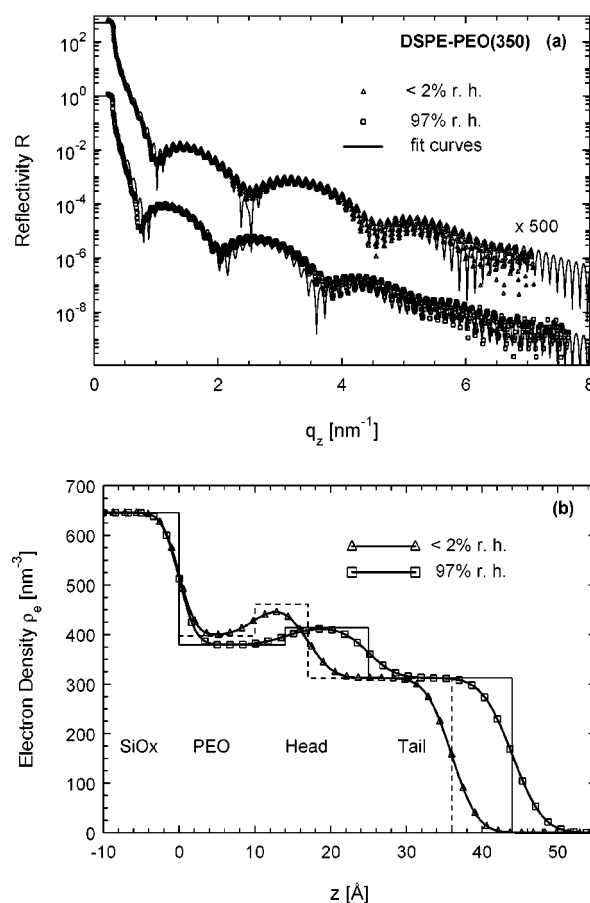 DSPE-PEO(350) (a)
< 2% r. h.
97% r. h.
fit curves
x 500
10²
10⁰
10⁻²
10⁻⁴
10⁻⁶
10⁻⁸
Reflectivity R
0 2 4 6 8
q_z [nm⁻¹]
(b)
< 2% r. h.
97% r. h.
700
600
500
400
300
200
100
0
Electron Density ρ_e [nm⁻³]
SiOx PEO Head Tail
-10 0 10 20 30 40 50
z [Å]